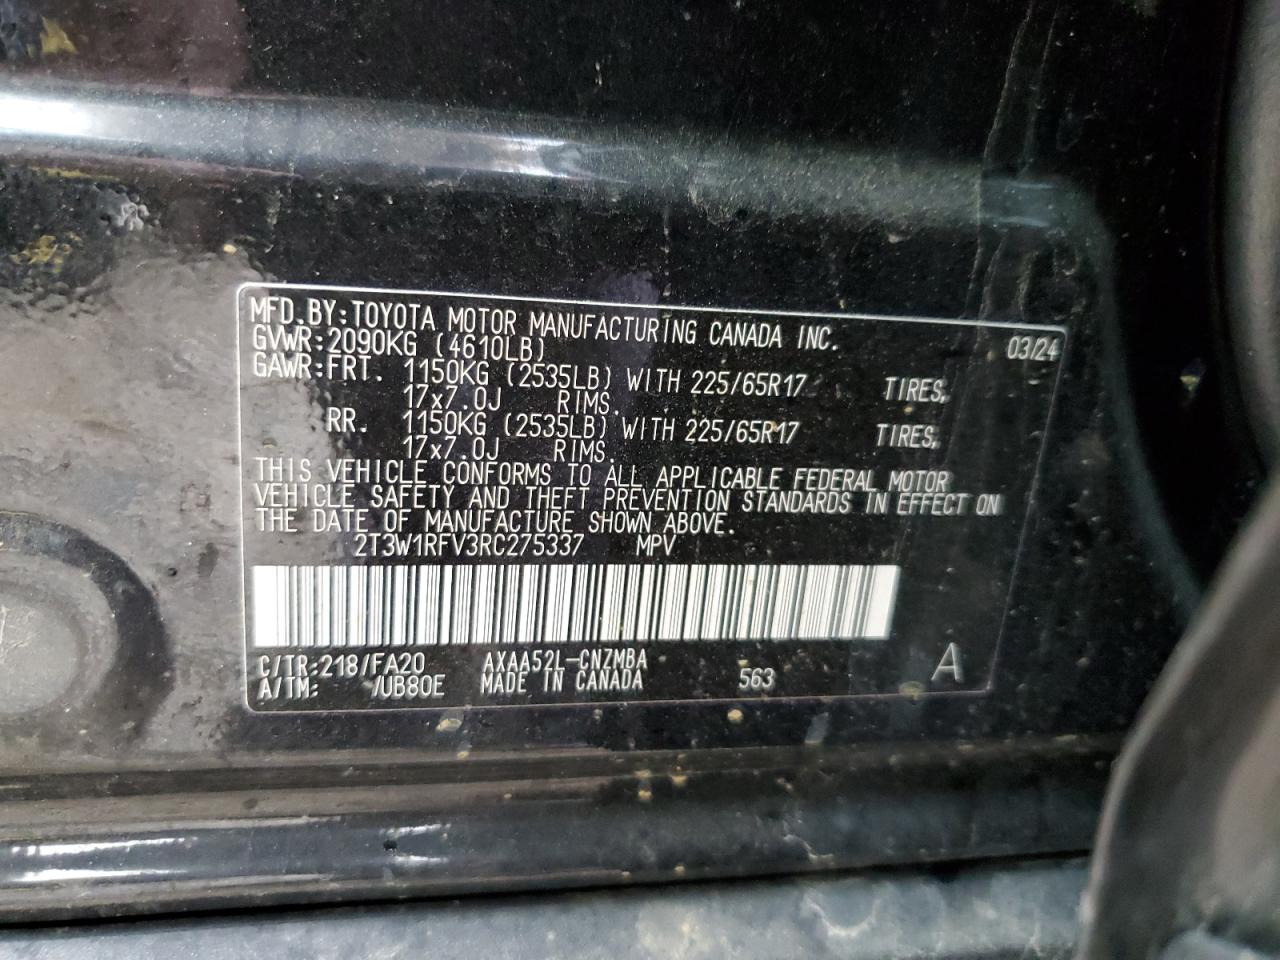 MFD.BY:TOYOTA MOTOR MANUFACTURING CANADA INC. 03/24
GVWR:2090KG (4610LB)
GAWR:FRT. 1150KG (2535LB) WITH 225/65R17 TIRES,
17x7.0J RIMS.
RR. 1150KG (2535LB) WITH 225/65R17 TIRES,
17x7.0J RIMS.
THIS VEHICLE CONFORMS TO ALL APPLICABLE FEDERAL MOTOR
VEHICLE SAFETY AND THEFT PREVENTION STANDARDS IN EFFECT ON
THE DATE OF MANUFACTURE SHOWN ABOVE.
2T3W1RFV3RC275337 MPV
C/TR:218/FA20 AXAA52L-CNZMBA A
A/TM: /UB80E MADE IN CANADA 563